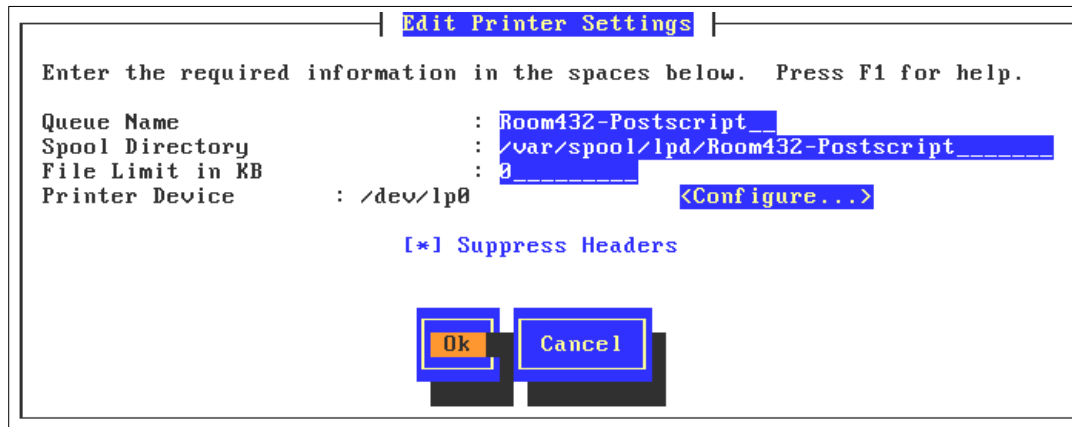 Edit Printer Settings
Enter the required information in the spaces below.  Press F1 for help.
Queue Name : Room432-Postscript__
Spool Directory : /var/spool/lpd/Room432-Postscript_______
File Limit in KB : 0_________
Printer Device : /dev/lp0 <Configure...>
[*] Suppress Headers
Ok Cancel